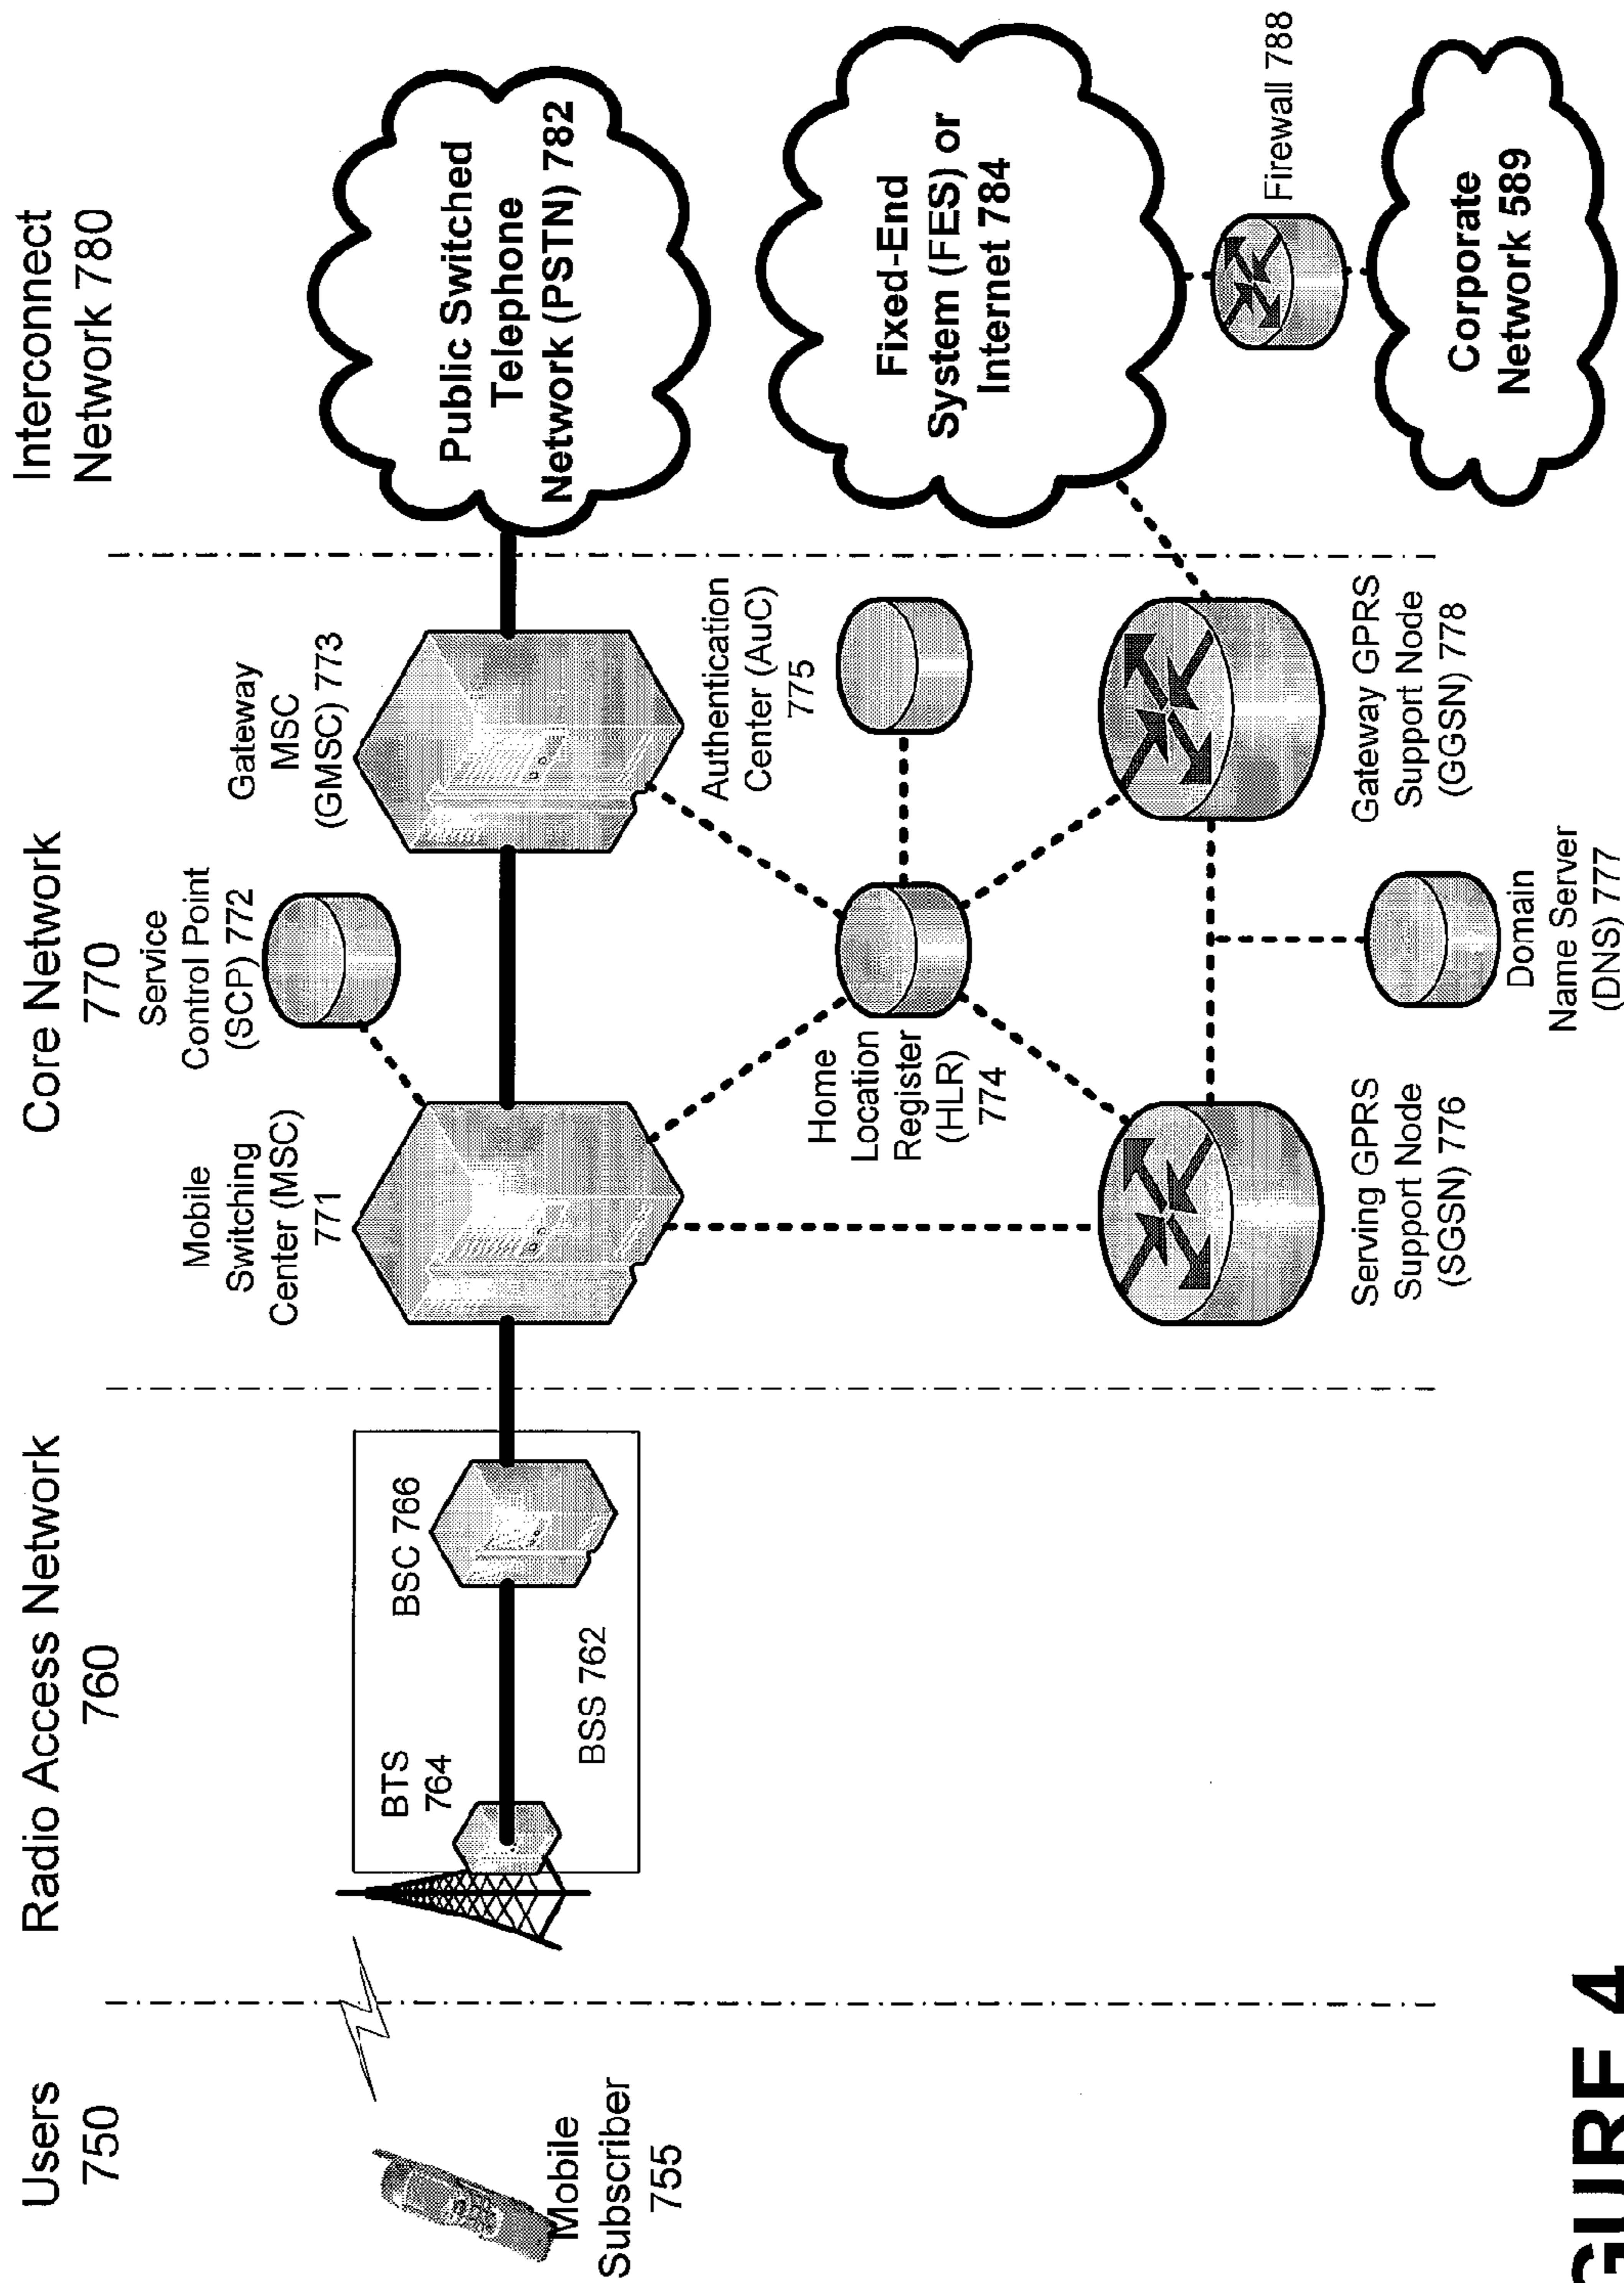 Users
750
Radio Access Network
760
Core Network
770
Interconnect
Network 780
Mobile
Subscriber
755
BTS
764
BSC 766
BSS 762
Mobile
Switching
Center (MSC)
771
Service
Control Point
(SCP) 772
Gateway
MSC
(GMSC) 773
Public Switched
Telephone
Network (PSTN) 782
Home
Location
Register
(HLR)
774
Authentication
Center (AuC)
775
Fixed-End
System (FES) or
Internet 784
Firewall 788
Serving GPRS
Support Node
(SGSN) 776
Domain
Name Server
(DNS) 777
Gateway GPRS
Support Node
(GGSN) 778
Corporate
Network 589
GURE 4